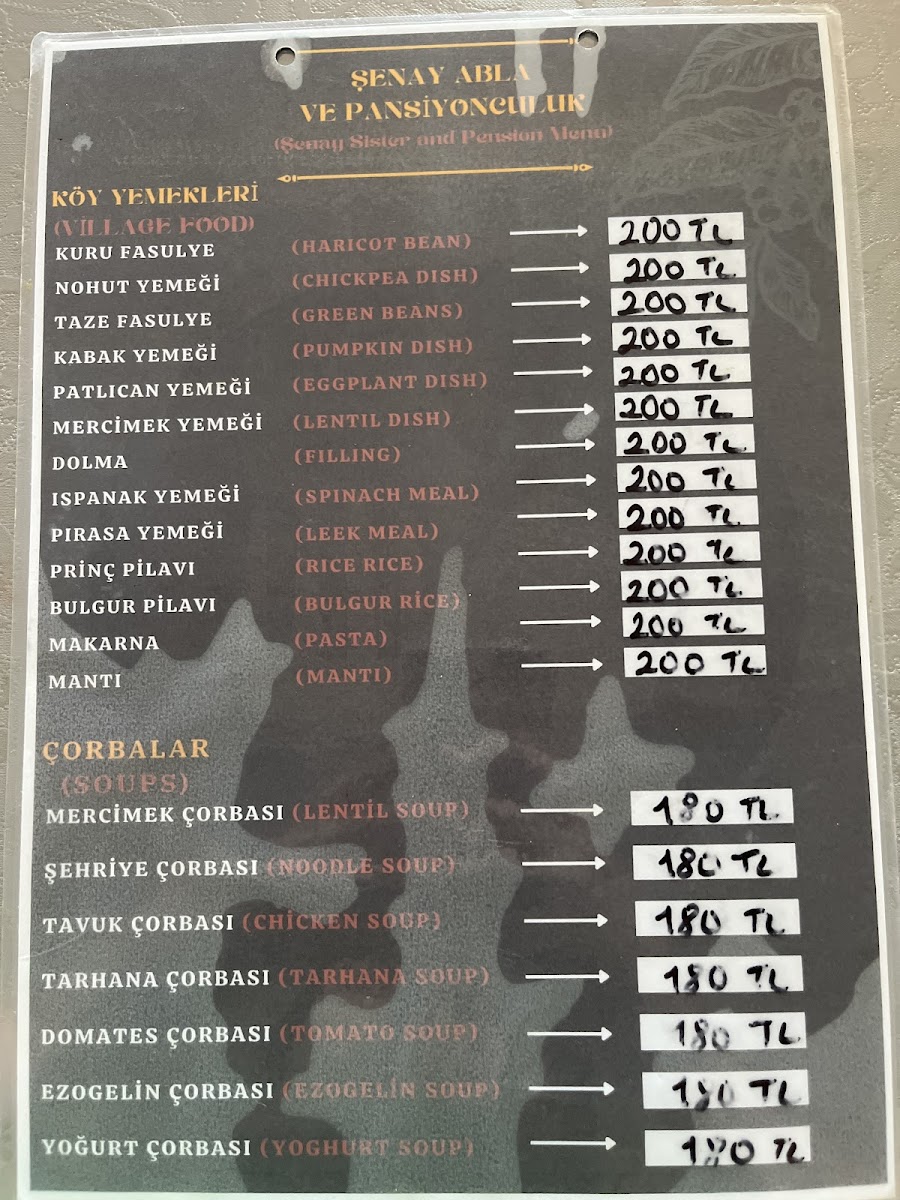 ŞENAY ABLA
VE PANSİYONCULUK
(Şenay Sister and Pension Menu)
KÖY YEMEKLERİ
(VILLAGE FOOD)
KURU FASULYE (HARICOT BEAN) 200 TL
NOHUT YEMEĞİ (CHICKPEA DISH) 200 TL
TAZE FASULYE (GREEN BEANS) 200 TL
KABAK YEMEĞİ (PUMPKIN DISH) 200 TL
PATLICAN YEMEĞİ (EGGPLANT DISH) 200 TL
MERCİMEK YEMEĞİ (LENTIL DISH) 200 TL
DOLMA (FILLING) 200 TL
ISPANAK YEMEĞİ (SPINACH MEAL) 200 TL
PIRASA YEMEĞİ (LEEK MEAL) 200 TL
PRİNÇ PİLAVI (RICE RICE) 200 TL
BULGUR PİLAVI (BULGUR RİCE) 200 TL
MAKARNA (PASTA) 200 TL
MANTI (MANTI) 200 TL
ÇORBALAR
(SOUPS)
MERCİMEK ÇORBASI (LENTİL SOUP) 180 TL
ŞEHRİYE ÇORBASI (NOODLE SOUP) 180 TL
TAVUK ÇORBASI (CHİCKEN SOUP) 180 TL
TARHANA ÇORBASI (TARHANA SOUP) 180 TL
DOMATES ÇORBASI (TOMATO SOUP) 180 TL
EZOGELİN ÇORBASI (EZOGELİN SOUP) 180 TL
YOĞURT ÇORBASI (YOGHURT SOUP) 180 TL